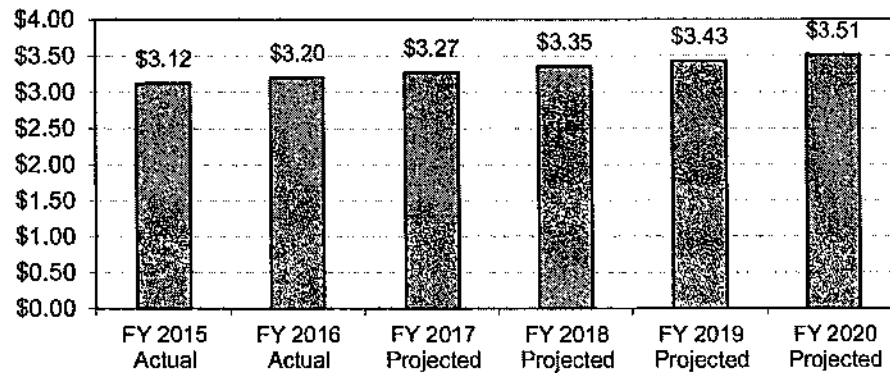 $4.00
$3.50
$3.00
$2.50
$2.00
$1.50
$1.00
$0.50
$0.00
$3.12
$3.20
$3.27
$3.35
$3.43
$3.51
FY 2015
Actual
FY 2016
Actual
FY 2017
Projected
FY 2018
Projected
FY 2019
Projected
FY 2020
Projected